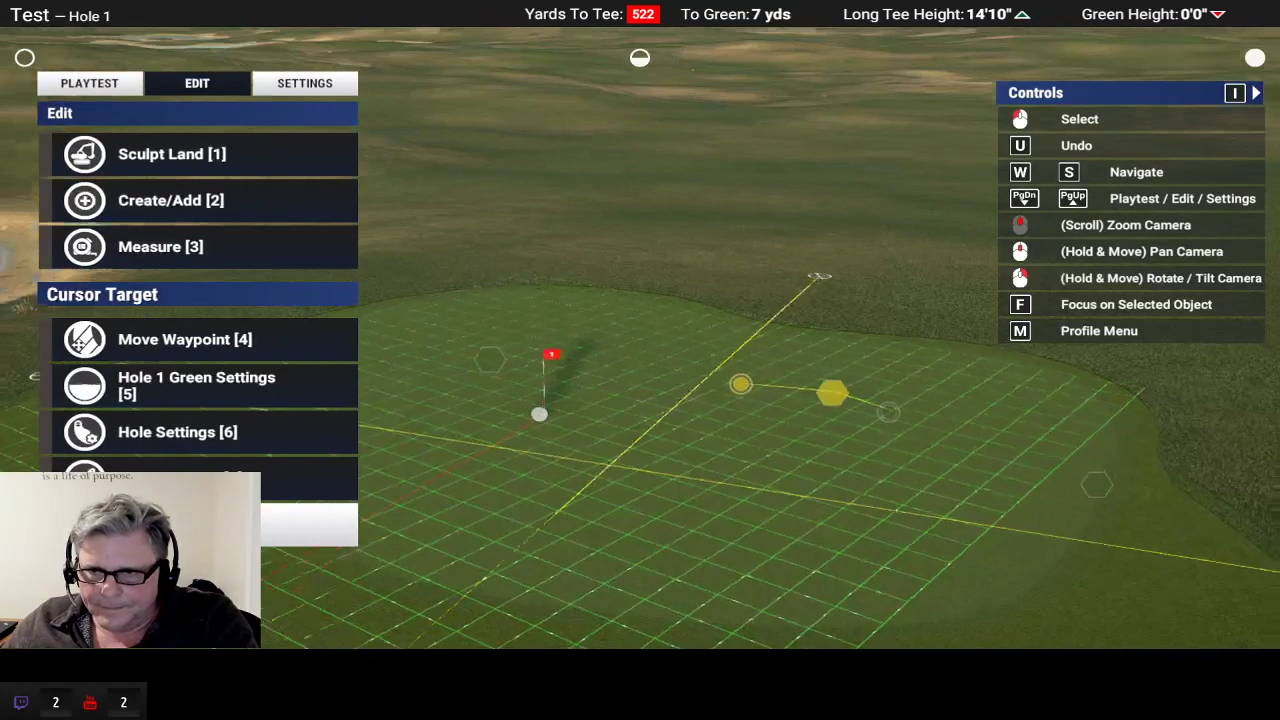 Test — Hole 1
Yards To Tee: 522
To Green: 7 yds
Long Tee Height: 14'10"
Green Height: 0'0"
PLAYTEST
EDIT
SETTINGS
Edit
Sculpt Land [1]
Create/Add [2]
Measure [3]
Cursor Target
Move Waypoint [4]
Hole 1 Green Settings
[5]
Hole Settings [6]
is a life of purpose.
Controls
I
Select
U Undo
W S Navigate
PgDn PgUp Playtest / Edit / Settings
(Scroll) Zoom Camera
(Hold & Move) Pan Camera
(Hold & Move) Rotate / Tilt Camera
F Focus on Selected Object
M Profile Menu
1
2
2